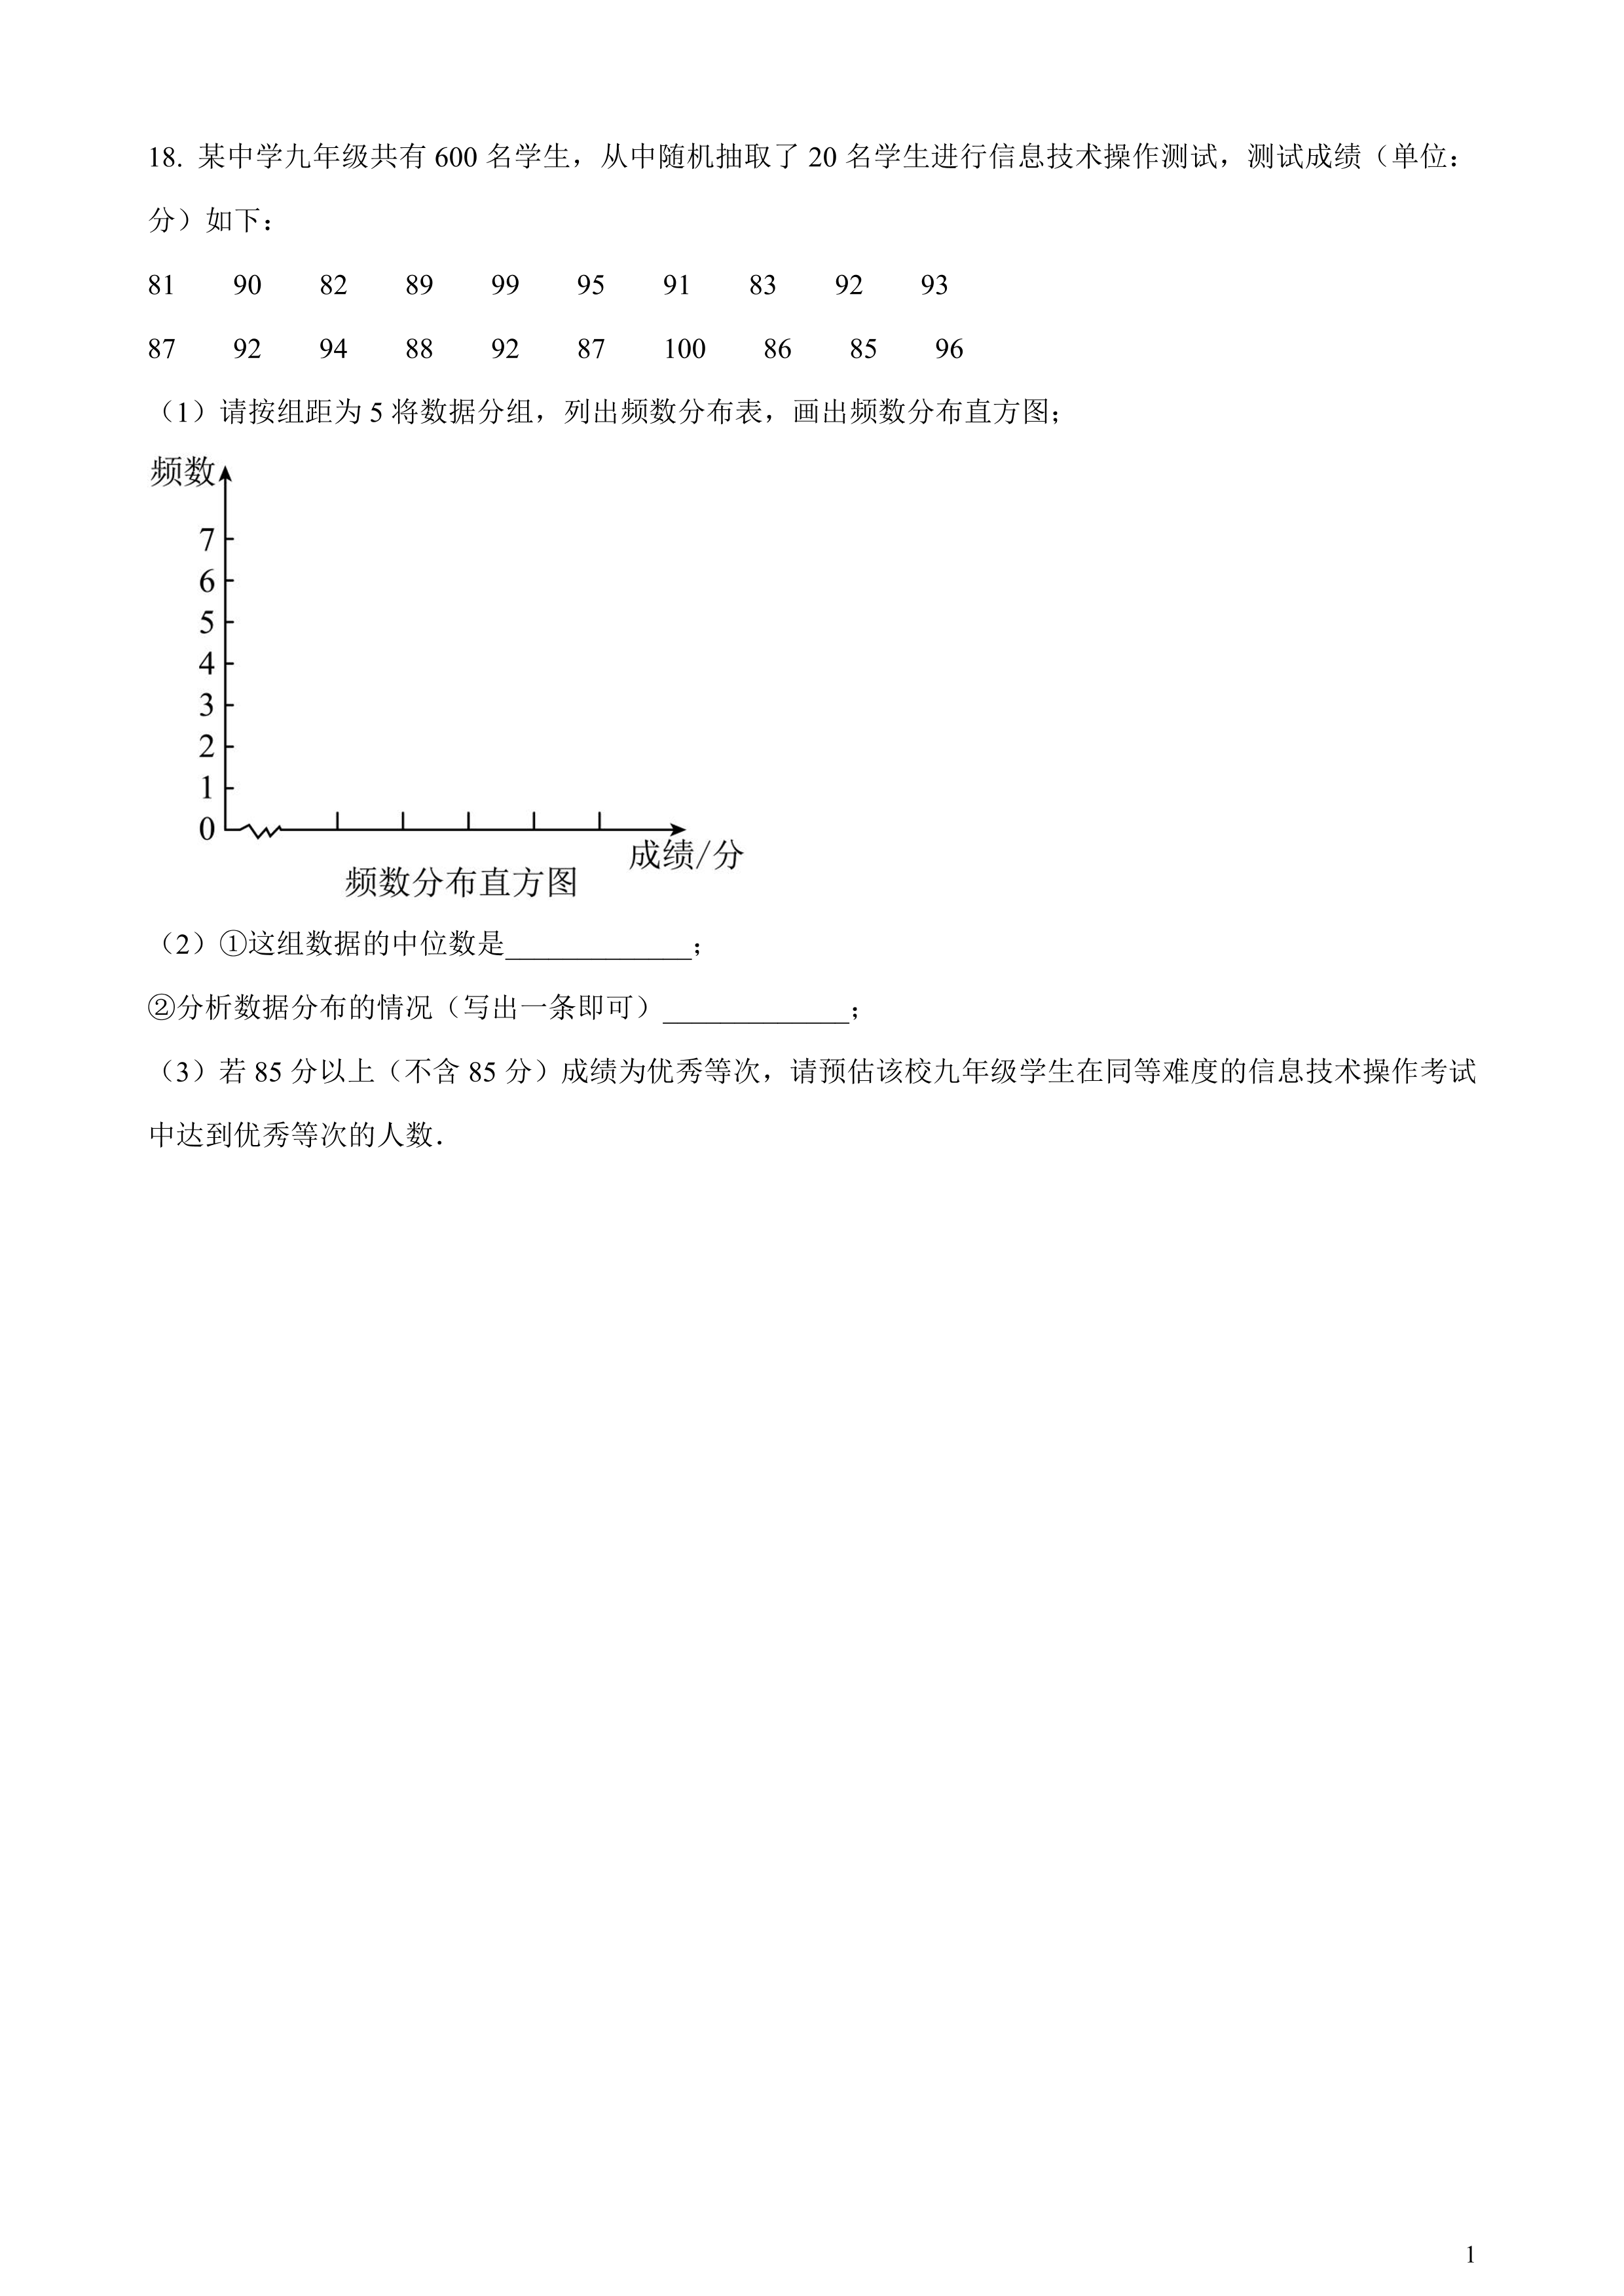 18. 某中学九年级共有 600 名学生，从中随机抽取了 20 名学生进行信息技术操作测试，测试成绩（单位：
分）如下：
81 90 82 89 99 95 91 83 92 93
87 92 94 88 92 87 100 86 85 96
（1）请按组距为 5 将数据分组，列出频数分布表，画出频数分布直方图；
频数
7
6
5
4
3
2
1
0
成绩/分
频数分布直方图
（2）①这组数据的中位数是_____________；
②分析数据分布的情况（写出一条即可）_____________；
（3）若 85 分以上（不含 85 分）成绩为优秀等次，请预估该校九年级学生在同等难度的信息技术操作考试
中达到优秀等次的人数．
1